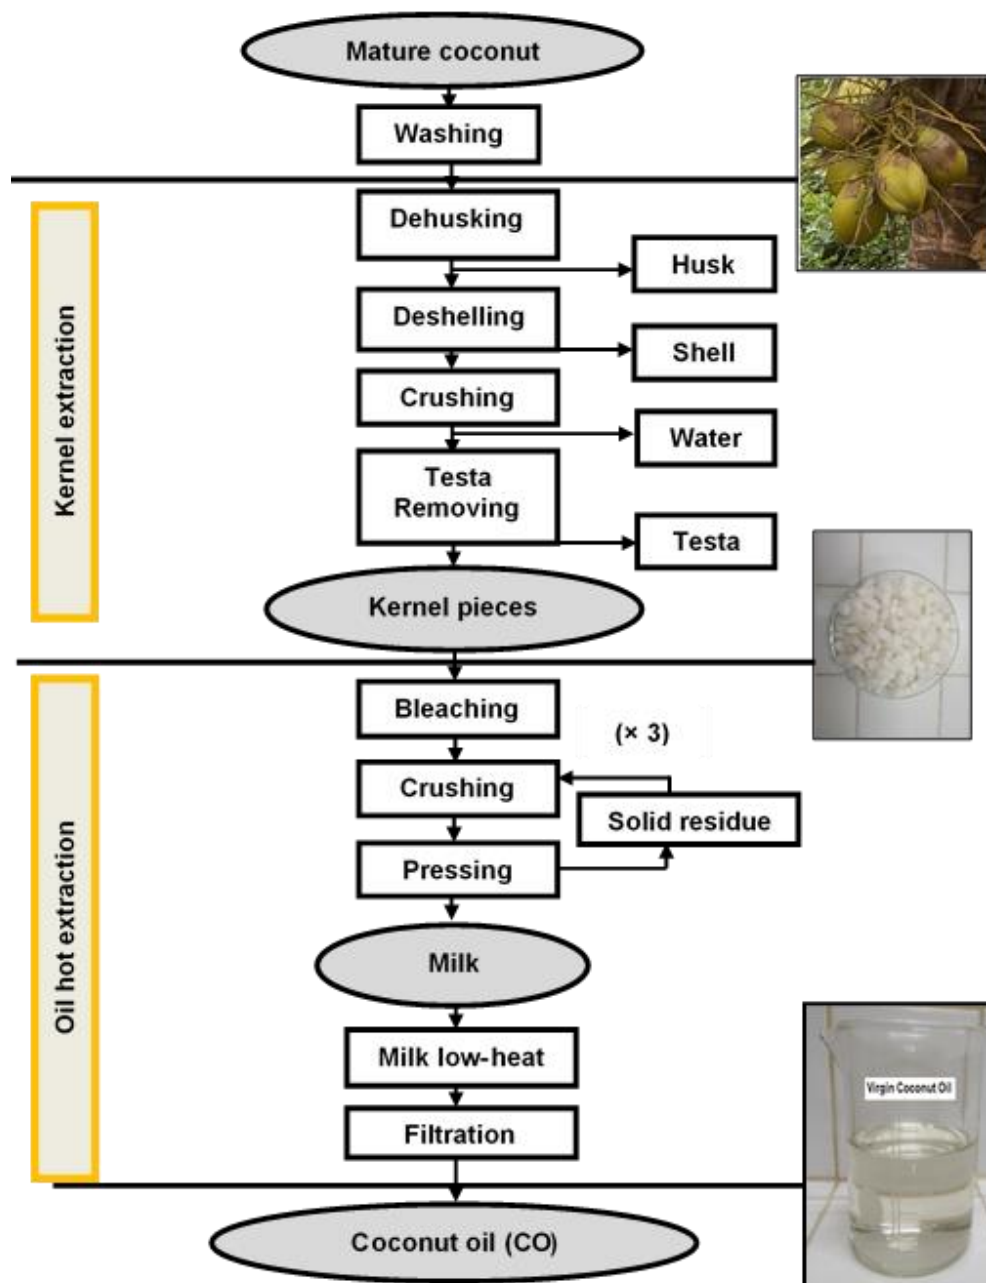 Mature coconut
Washing
Kernel extraction
Dehusking
Husk
Deshelling
Shell
Crushing
Water
Testa
Removing
Testa
Kernel pieces
Oil hot extraction
Bleaching
(× 3)
Crushing
Solid residue
Pressing
Milk
Milk low-heat
Virgin Coconut Oil
Filtration
Coconut oil (CO)